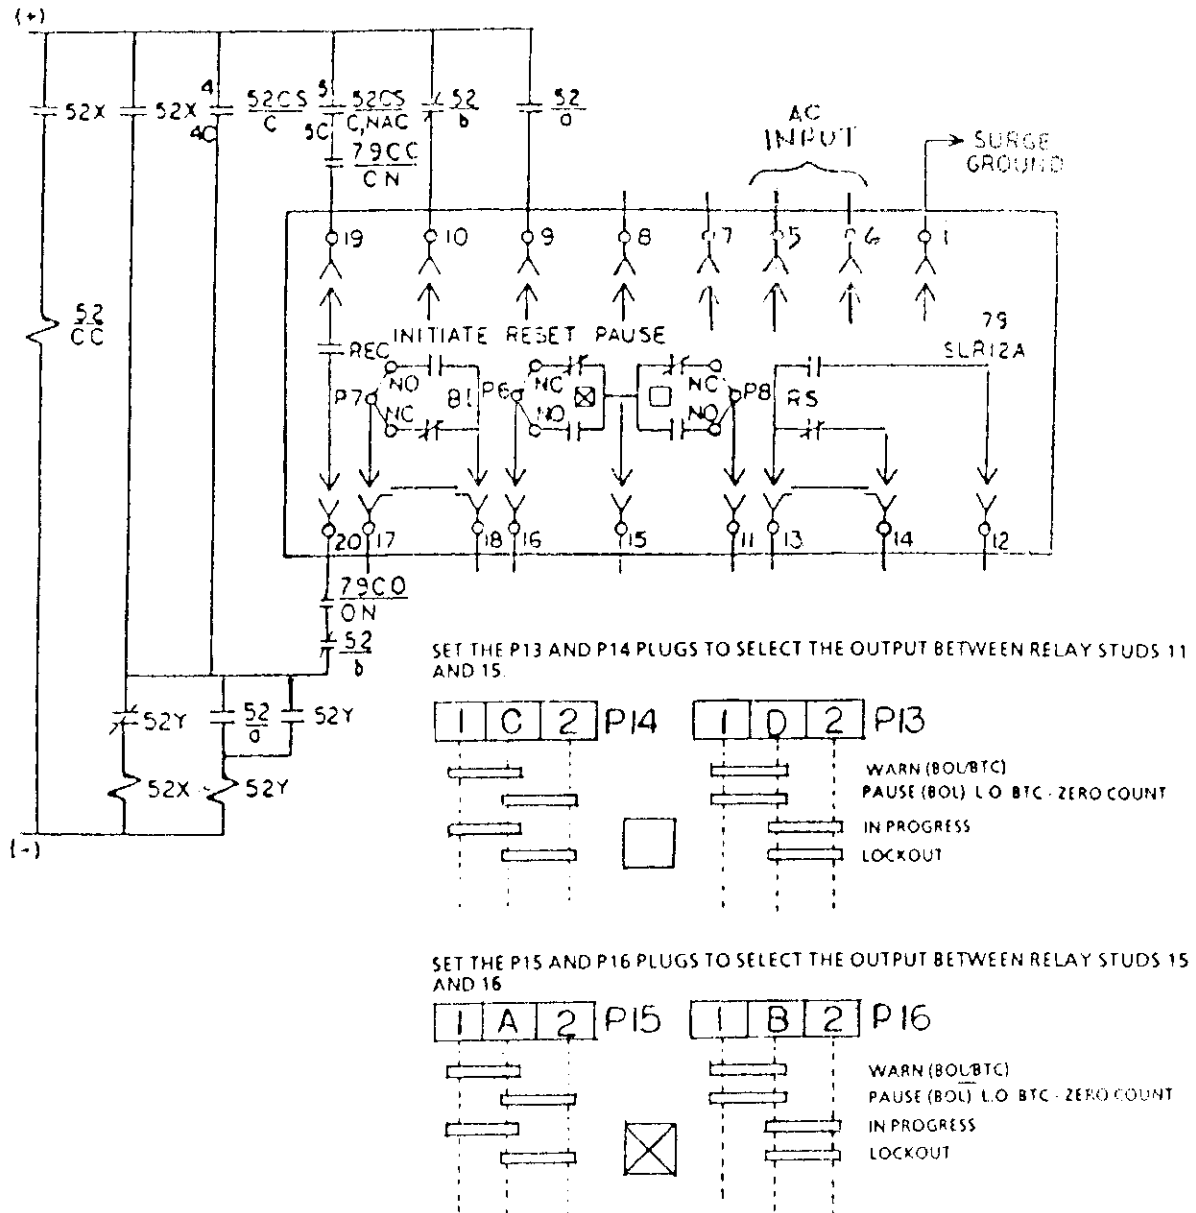 (+)
52X
52X
4
4C
52CS
C
5
5C
52CS
C,NAC
79CC
CN
52
b
52
a
AC
INPUT
SURGE
GROUND
19
10
9
8
7
5
6
1
52
CC
INITIATE RESET PAUSE
79
SLR12A
REC
NO
P7
NC
B1
P6
NC
NO
NC
NO
P8
RS
20
17
18
16
15
11
13
14
12
79CO
ON
52
b
52Y
52
a
52Y
52X
52Y
(-)
SET THE P13 AND P14 PLUGS TO SELECT THE OUTPUT BETWEEN RELAY STUDS 11
AND 15.
1 C 2 P14 1 D 2 P13
WARN (BOL/BTC)
PAUSE (BOL) L.O. BTC - ZERO COUNT
IN PROGRESS
LOCKOUT
SET THE P15 AND P16 PLUGS TO SELECT THE OUTPUT BETWEEN RELAY STUDS 15
AND 16
1 A 2 P15 1 B 2 P16
WARN (BOL/BTC)
PAUSE (BOL) L.O BTC - ZERO COUNT
IN PROGRESS
LOCKOUT